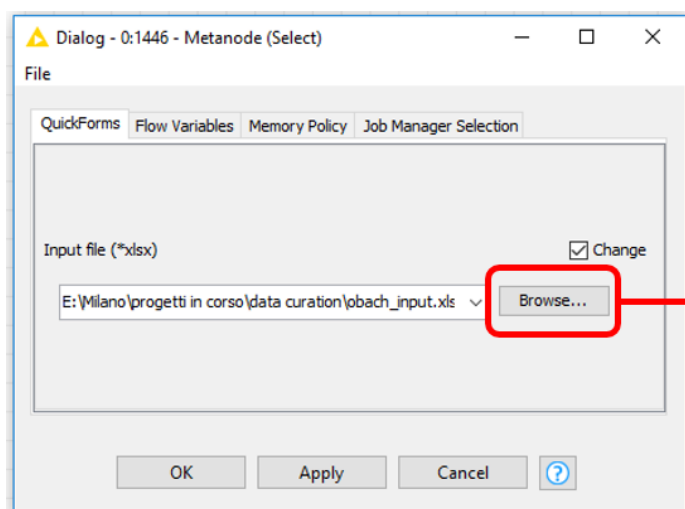 Dialog - 0:1446 - Metanode (Select)
File
QuickForms Flow Variables Memory Policy Job Manager Selection
Input file (*xlsx) Change
E:\Milano\progetti in corso\data curation\obach_input.xls Browse...
OK Apply Cancel ?